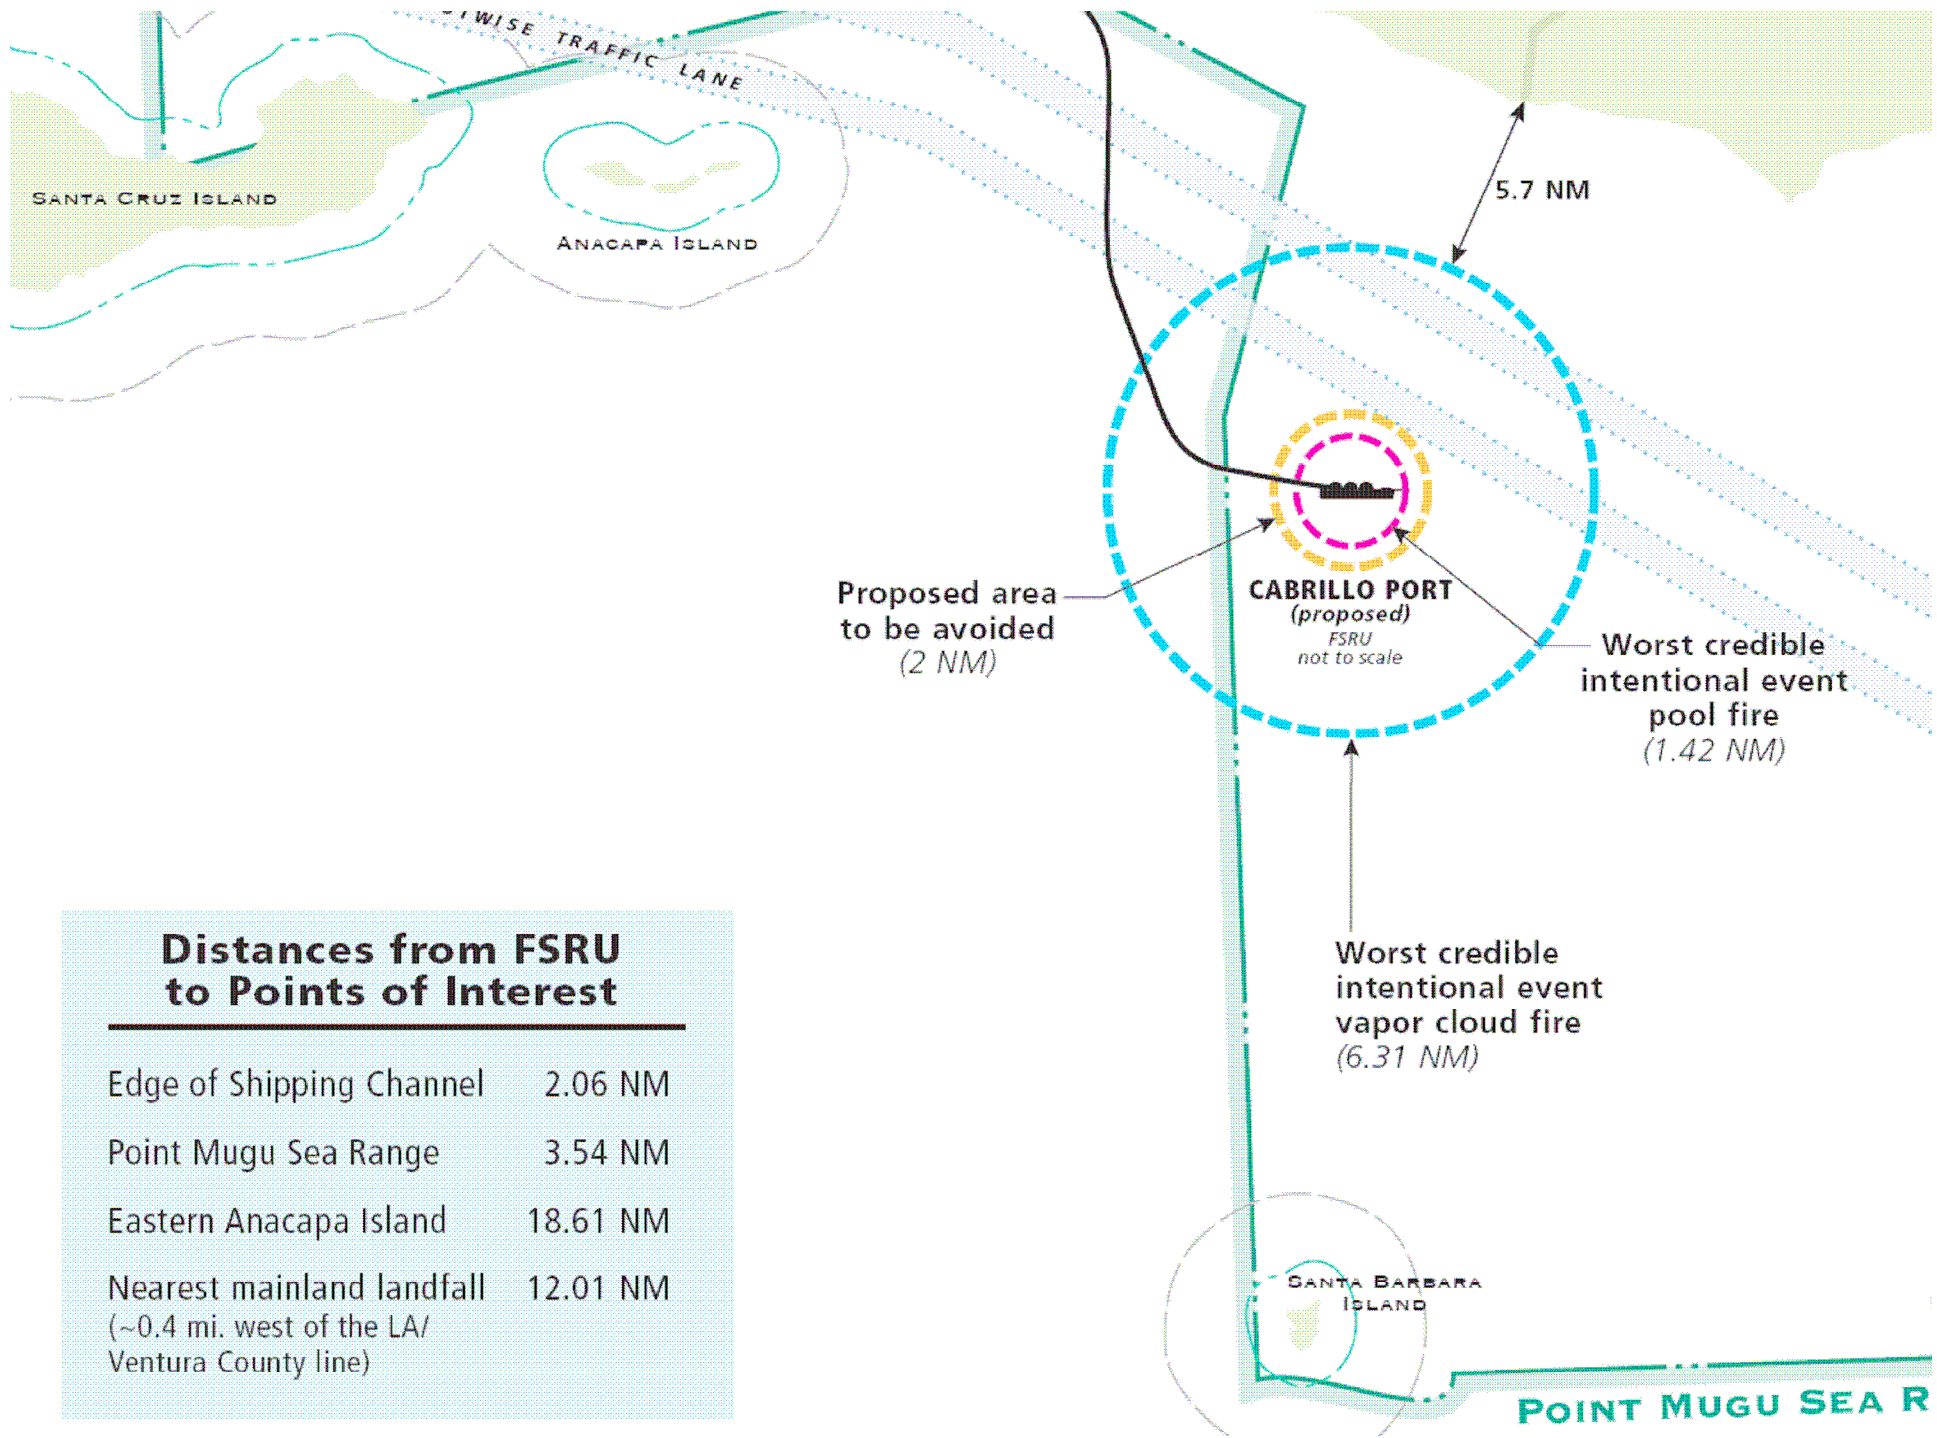 TWISE TRAFFIC LANE
SANTA CRUZ ISLAND
ANACAPA ISLAND
5.7 NM
Proposed area
to be avoided
(2 NM)
CABRILLO PORT
(proposed)
FSRU
not to scale
Worst credible
intentional event
pool fire
(1.42 NM)
Worst credible
intentional event
vapor cloud fire
(6.31 NM)
Distances from FSRU
to Points of Interest
Edge of Shipping Channel 2.06 NM
Point Mugu Sea Range 3.54 NM
Eastern Anacapa Island 18.61 NM
Nearest mainland landfall 12.01 NM
(~0.4 mi. west of the LA/
Ventura County line)
SANTA BARBARA
ISLAND
POINT MUGU SEA R